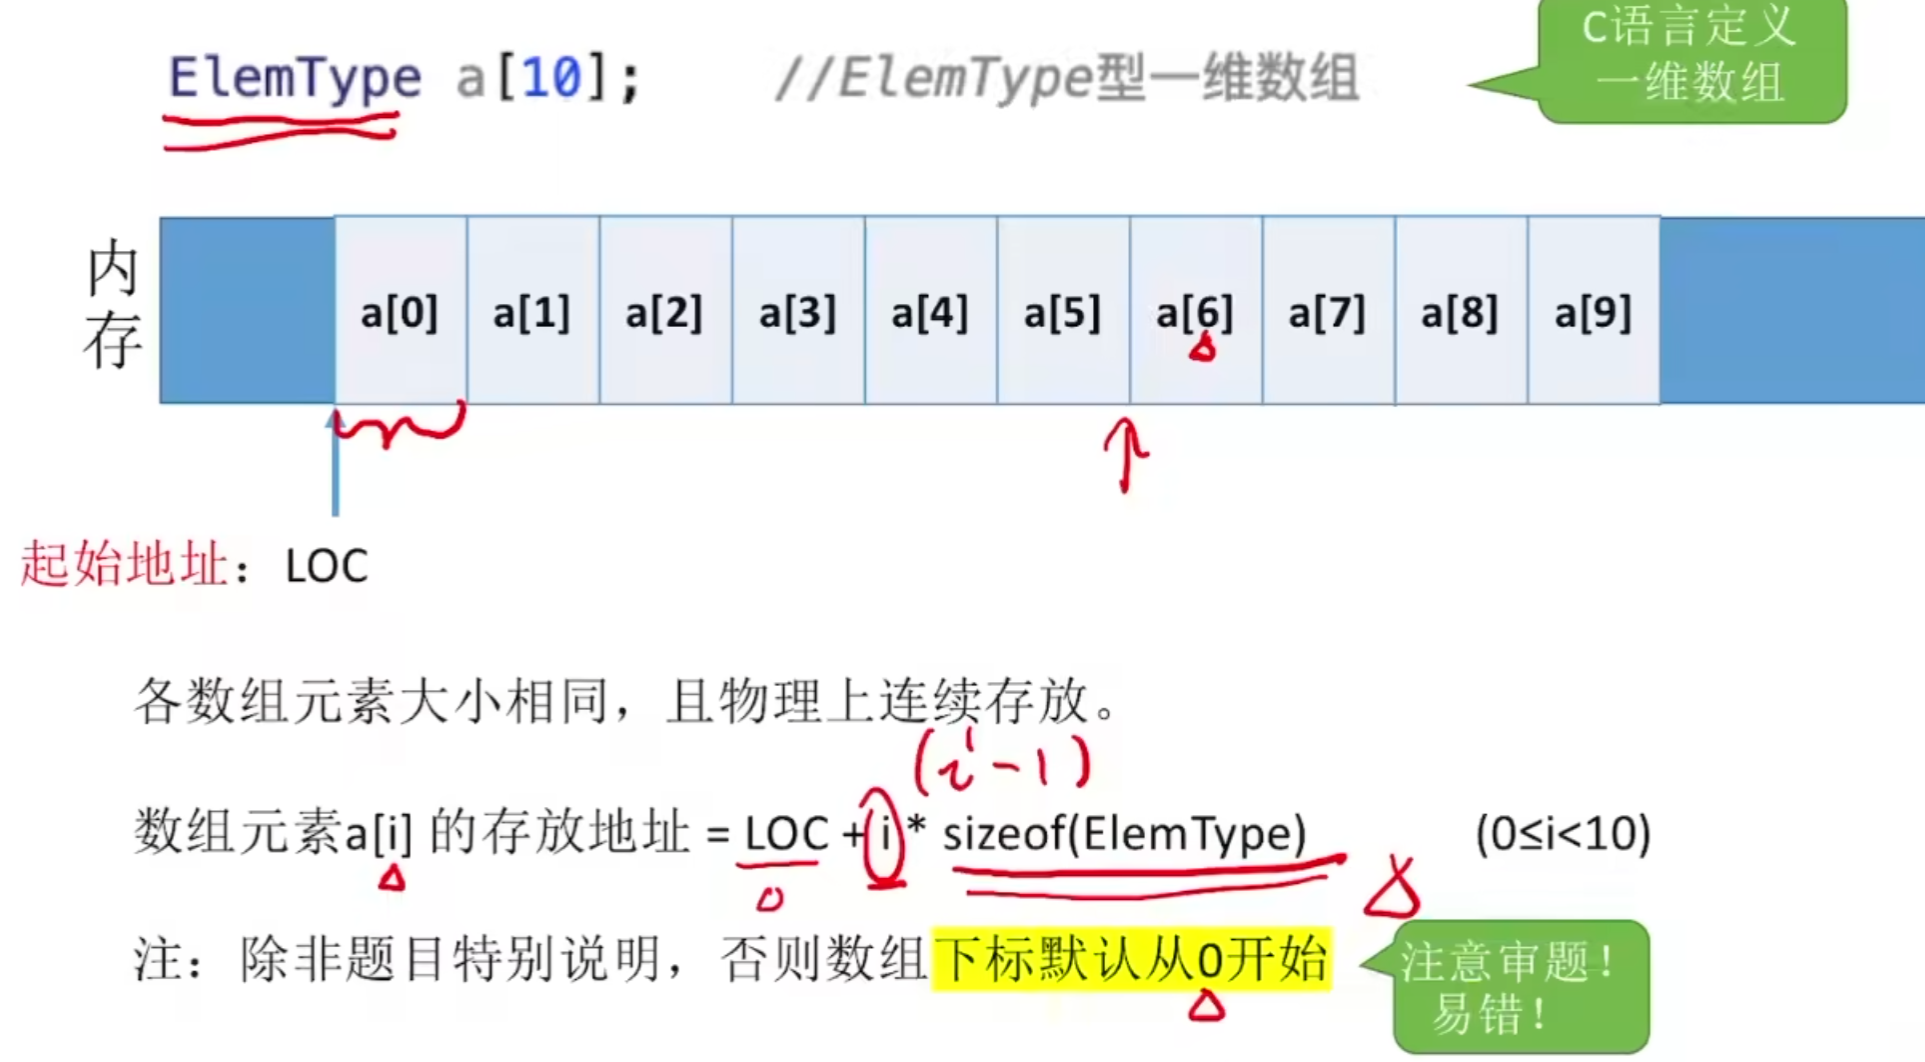 ElemType a[10]; //ElemType型一维数组
C语言定义
一维数组
内
存
a[0] a[1] a[2] a[3] a[4] a[5] a[6] a[7] a[8] a[9]
起始地址：LOC
各数组元素大小相同，且物理上连续存放。
(i-1)
数组元素a[i] 的存放地址 = LOC + i * sizeof(ElemType) (0≤i<10)
注：除非题目特别说明，否则数组下标默认从0开始
注意审题！
易错！